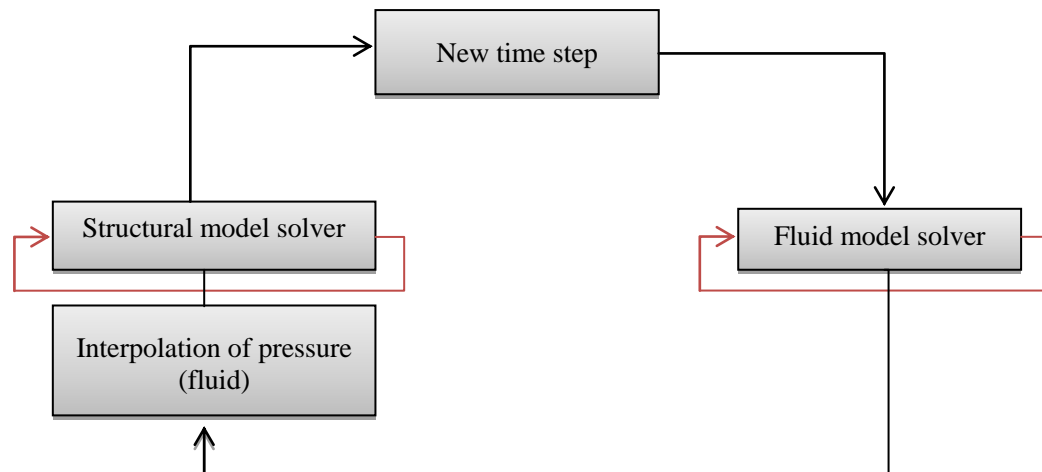 New time step
Structural model solver
Fluid model solver
Interpolation of pressure
(fluid)